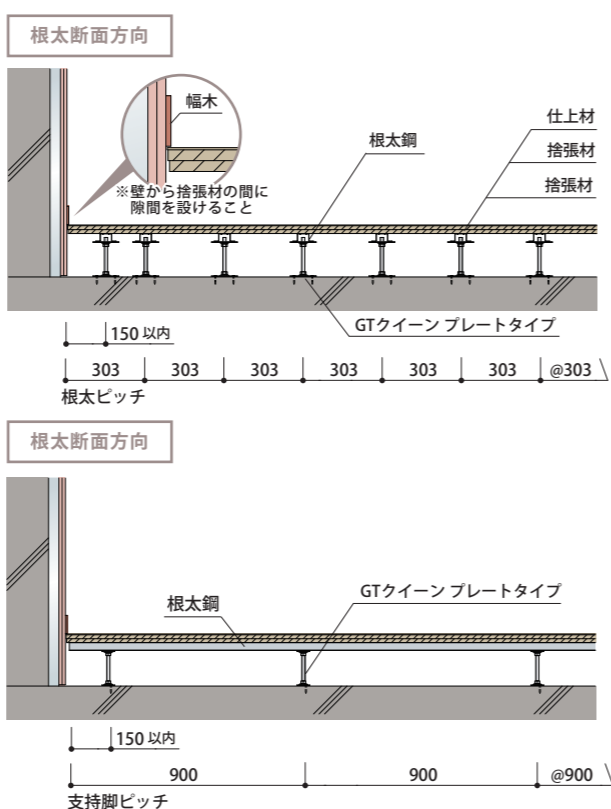 根太断面方向
幅木
※壁から捨張材の間に
隙間を設けること
根太鋼
仕上材
捨張材
捨張材
GTクイーン プレートタイプ
150 以内
303 303 303 303 303 303 @303
根太ピッチ
根太断面方向
根太鋼
GTクイーン プレートタイプ
150 以内
900 900 @900
支持脚ピッチ